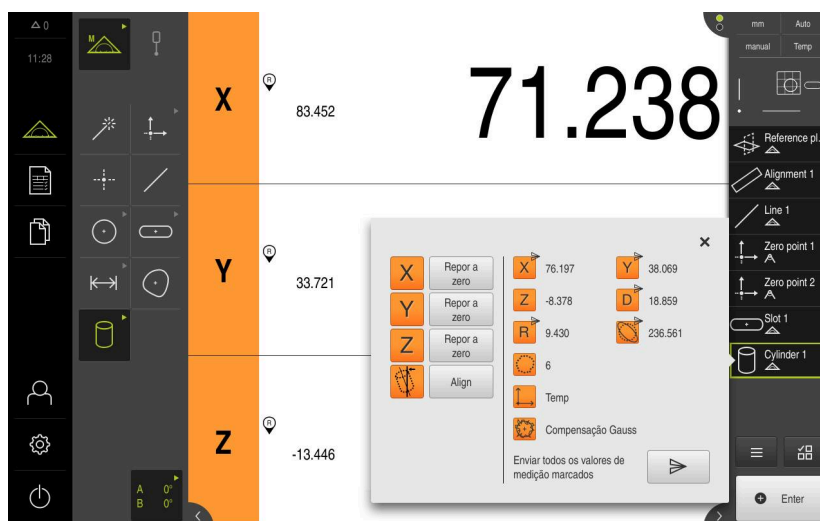 0
11:28
M
X
R
83.452
71.238
Y
R
33.721
Z
R
-13.446
A 0°
B 0°
X
Repor a
zero
Y
Repor a
zero
Z
Repor a
zero
Align
X 76.197
Y 38.069
Z -8.378
D 18.859
R 9.430
236.561
6
Temp
Compensação Gauss
Enviar todos os valores de
medição marcados
mm Auto
manual Temp
Reference pl.
Alignment 1
Line 1
Zero point 1
Zero point 2
Slot 1
Cylinder 1
Enter